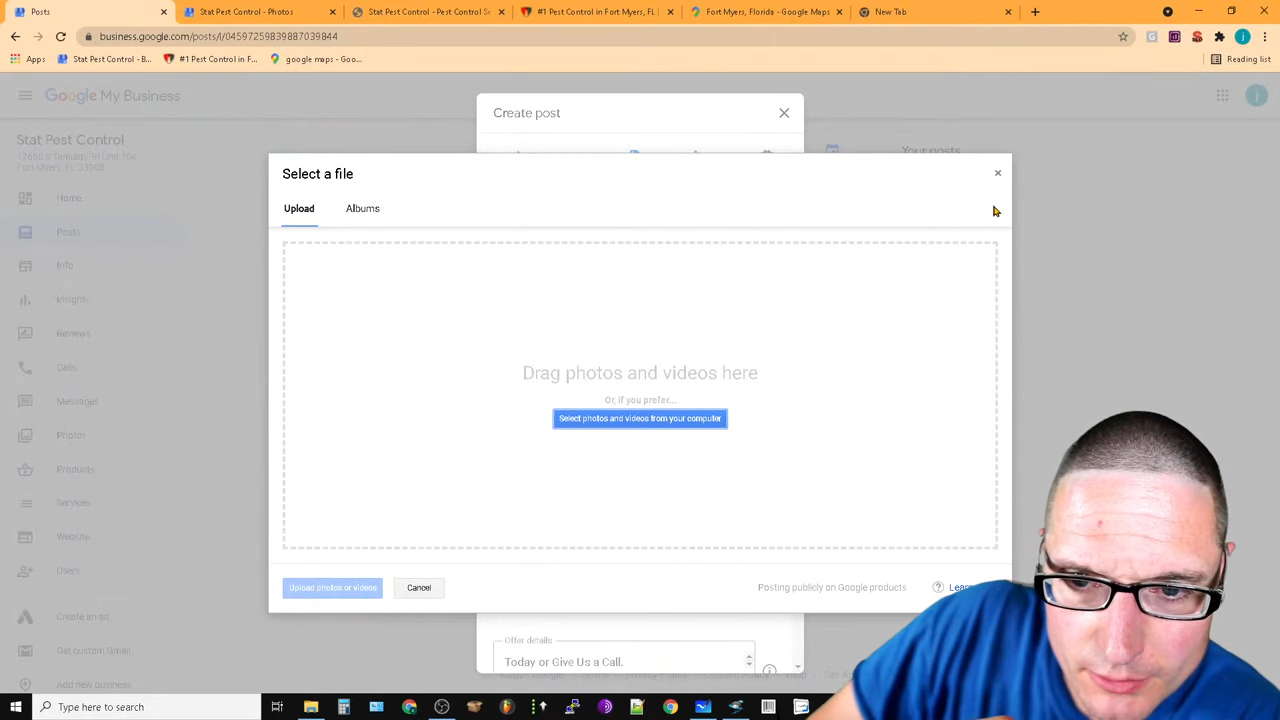 Posts
Stat Pest Control - Photos
Stat Pest Control - Pest Control Se
#1 Pest Control in Fort Myers, FL |
Fort Myers, Florida - Google Maps
New Tab
business.google.com/posts/l/04597259839887039844
Apps
Stat Pest Control - B...
#1 Pest Control in F...
google maps - Goo...
Reading list
Google My Business
Stat Pest Control
Fort Myers, FL 33908
Home
Posts
Info
Insights
Reviews
Calls
Messages
Photos
Products
Services
Website
Users
Create an ad
Get custom Gmail
Add new business
Create post
Your posts
Select a file
Upload
Albums
Drag photos and videos here
Or, if you prefer...
Select photos and videos from your computer
Upload photos or videos
Cancel
Posting publicly on Google products
Offer details
Today or Give Us a Call.
Type here to search